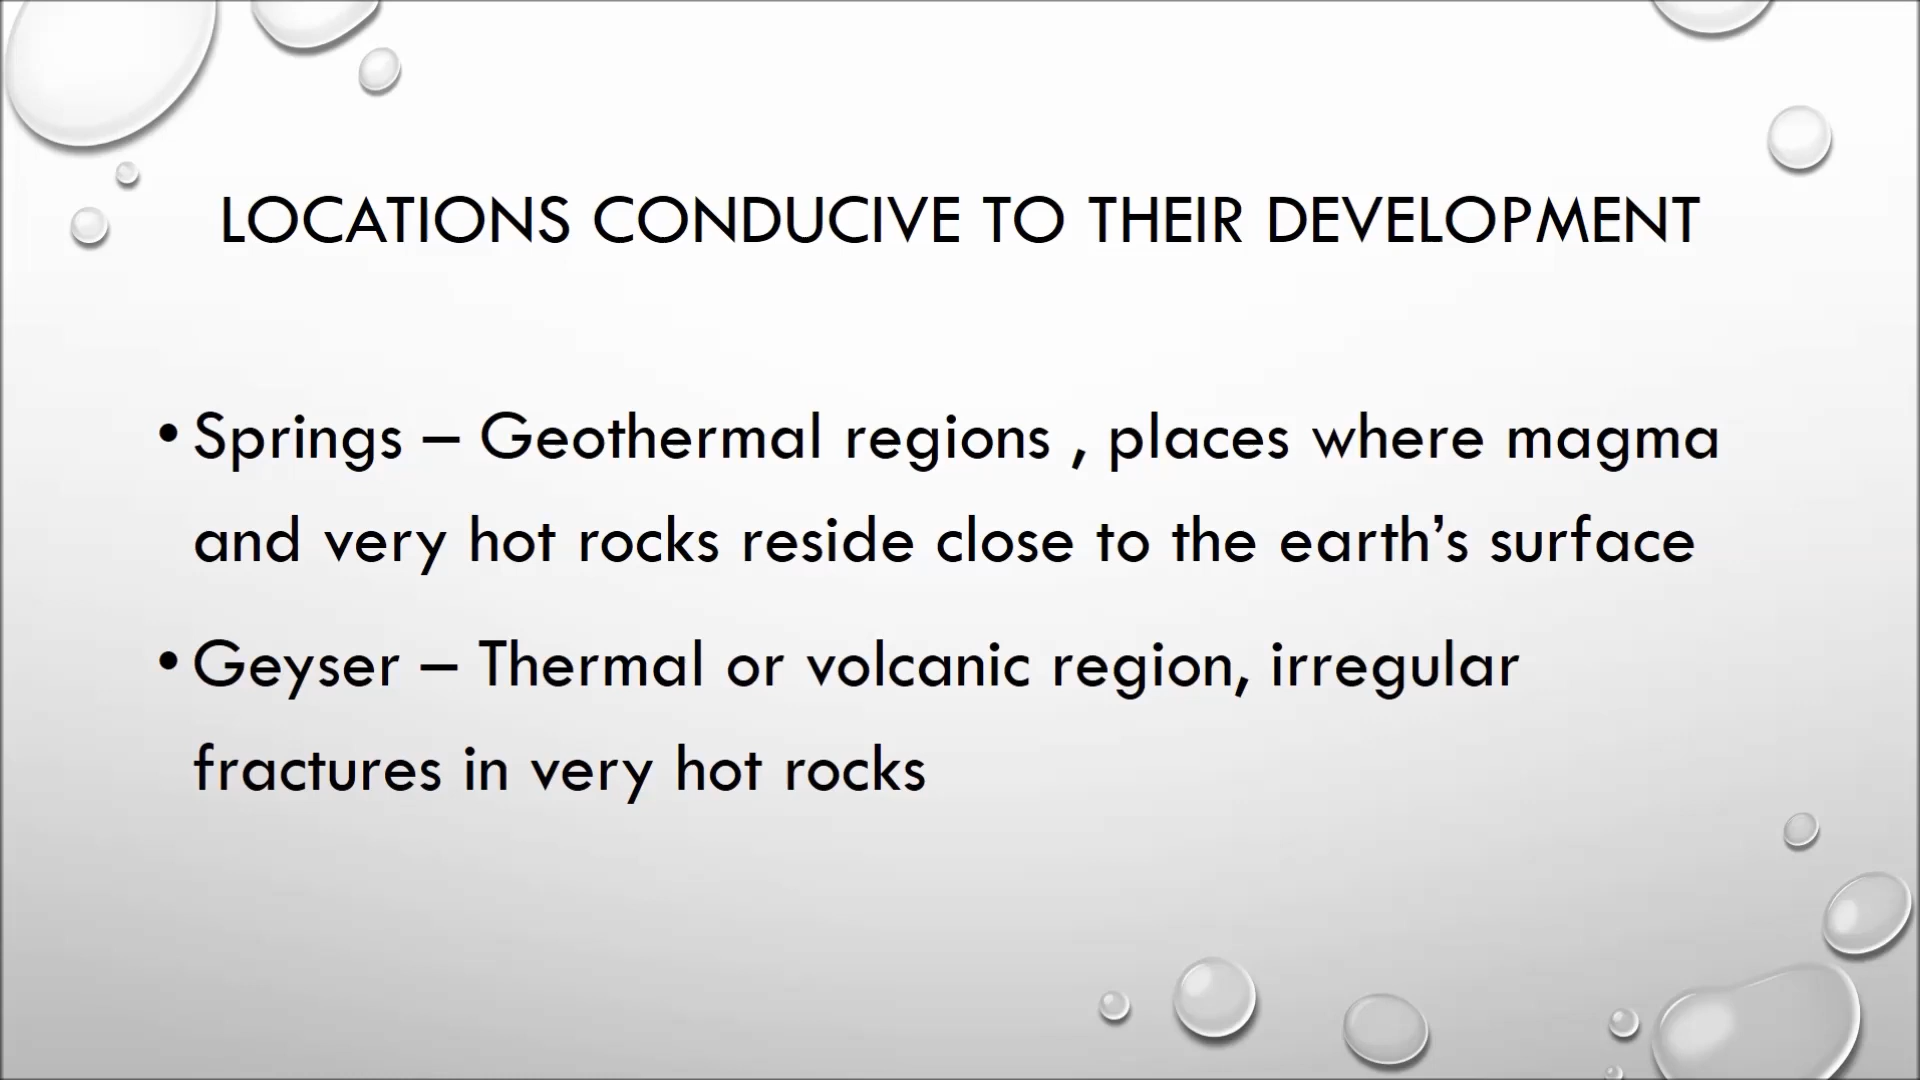 LOCATIONS CONDUCIVE TO THEIR DEVELOPMENT
• Springs – Geothermal regions , places where magma
and very hot rocks reside close to the earth’s surface
• Geyser – Thermal or volcanic region, irregular
fractures in very hot rocks